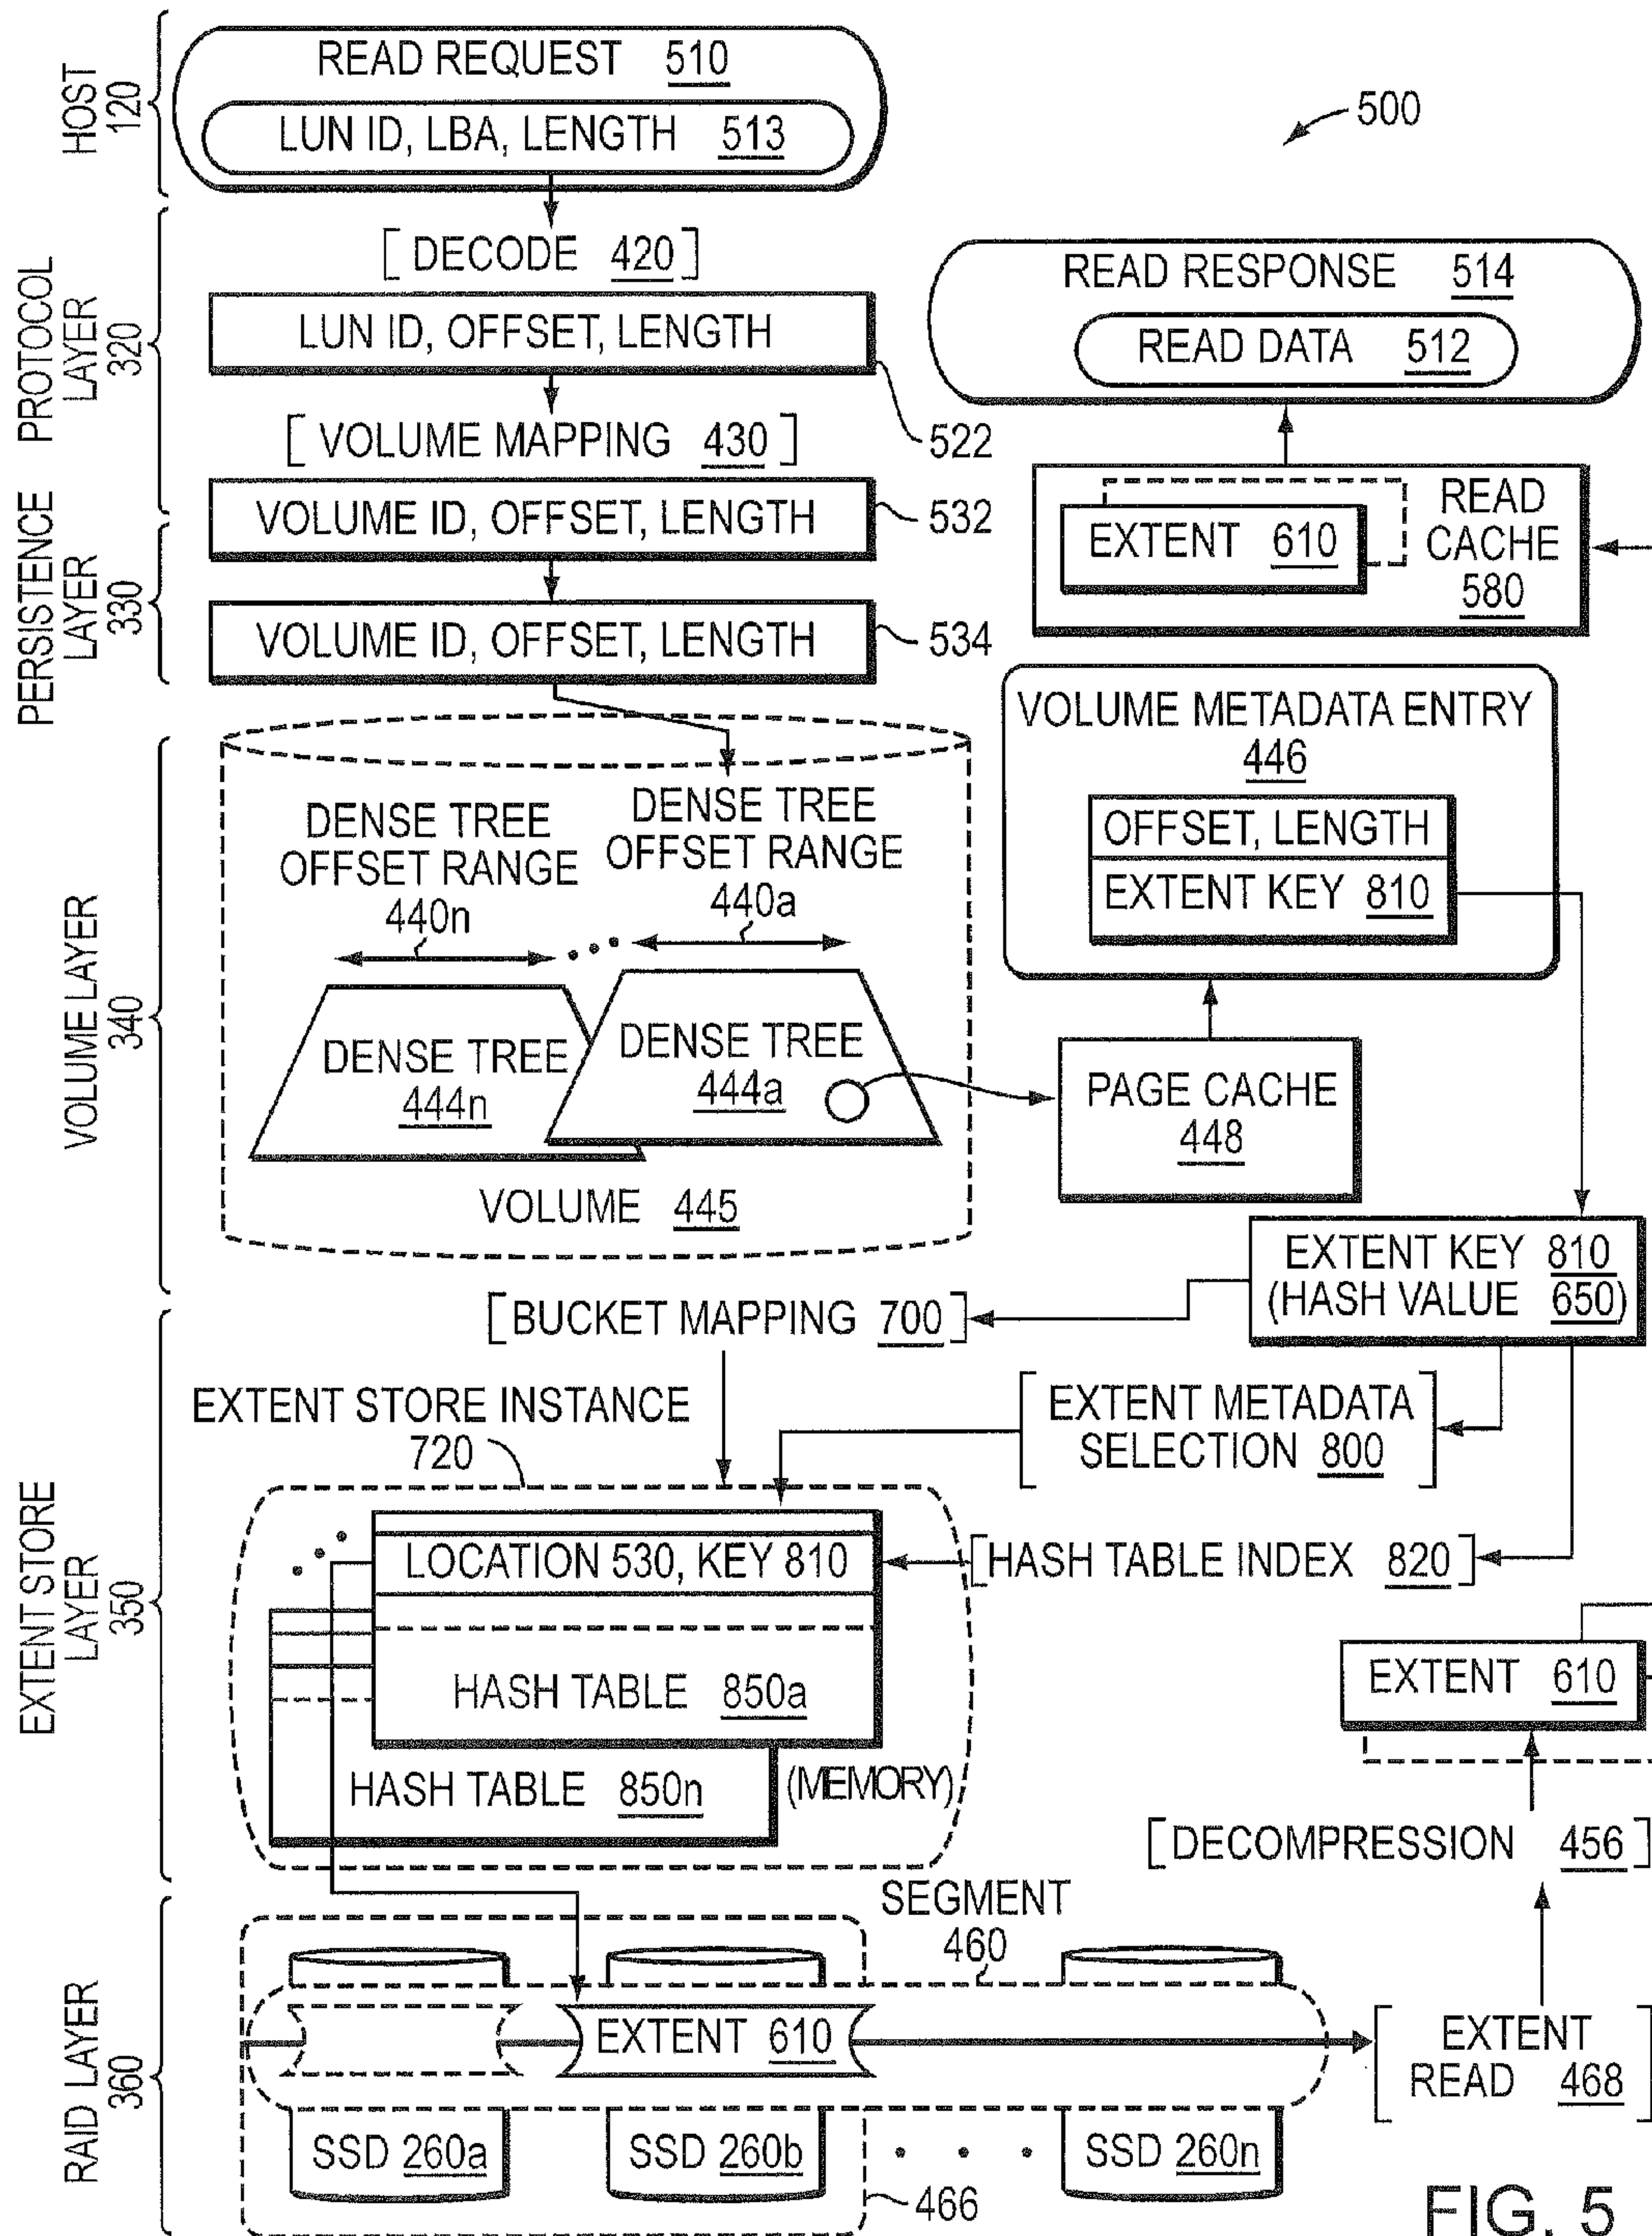 HOST
120
READ REQUEST 510
LUN ID, LBA, LENGTH 513
500
PROTOCOL
LAYER
320
[DECODE 420]
LUN ID, OFFSET, LENGTH
522
[VOLUME MAPPING 430]
VOLUME ID, OFFSET, LENGTH
532
PERSISTENCE
LAYER
330
VOLUME ID, OFFSET, LENGTH
534
READ RESPONSE 514
READ DATA 512
EXTENT 610
READ
CACHE
580
VOLUME LAYER
340
DENSE TREE
OFFSET RANGE
440n
DENSE TREE
OFFSET RANGE
440a
DENSE TREE
444n
DENSE TREE
444a
VOLUME 445
VOLUME METADATA ENTRY
446
OFFSET, LENGTH
EXTENT KEY 810
PAGE CACHE
448
EXTENT KEY 810
(HASH VALUE 650)
EXTENT STORE
LAYER
350
[BUCKET MAPPING 700]
EXTENT STORE INSTANCE
720
[EXTENT METADATA
SELECTION 800]
LOCATION 530, KEY 810
[HASH TABLE INDEX 820]
HASH TABLE 850a
HASH TABLE 850n
(MEMORY)
EXTENT 610
[DECOMPRESSION 456]
RAID LAYER
360
SEGMENT
460
EXTENT 610
[EXTENT
READ 468]
SSD 260a
SSD 260b
. . .
SSD 260n
466
FIG. 5